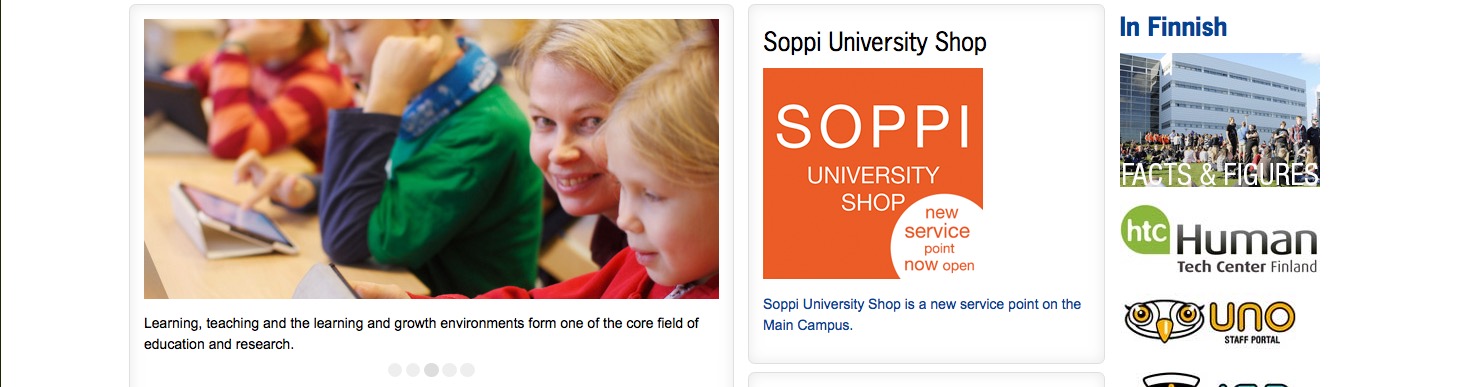 Learning, teaching and the learning and growth environments form one of the core field of
education and research.
Soppi University Shop
SOPPI
UNIVERSITY
SHOP
new
service
point
now open
Soppi University Shop is a new service point on the
Main Campus.
In Finnish
FACTS & FIGURES
htc Human
Tech Center Finland
UNO
STAFF PORTAL